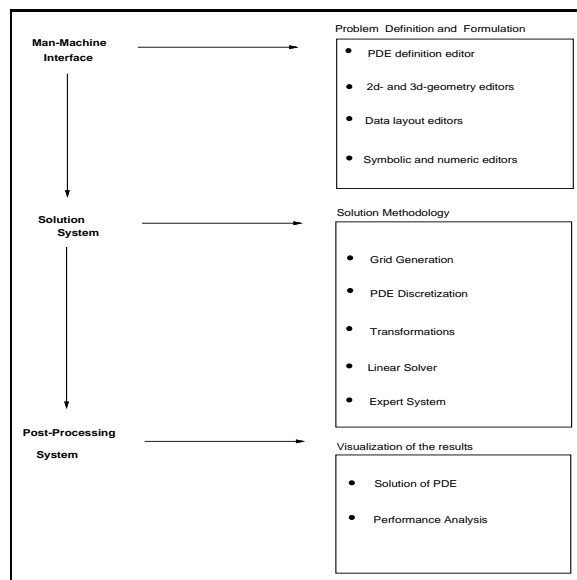 Problem Definition and Formulation
Man-Machine
Interface
PDE definition editor
2d- and 3d-geometry editors
Data layout editors
Symbolic and numeric editors
Solution Methodology
Solution
System
Grid Generation
PDE Discretization
Transformations
Linear Solver
Expert System
Post-Processing
System
Visualization of the results
Solution of PDE
Performance Analysis